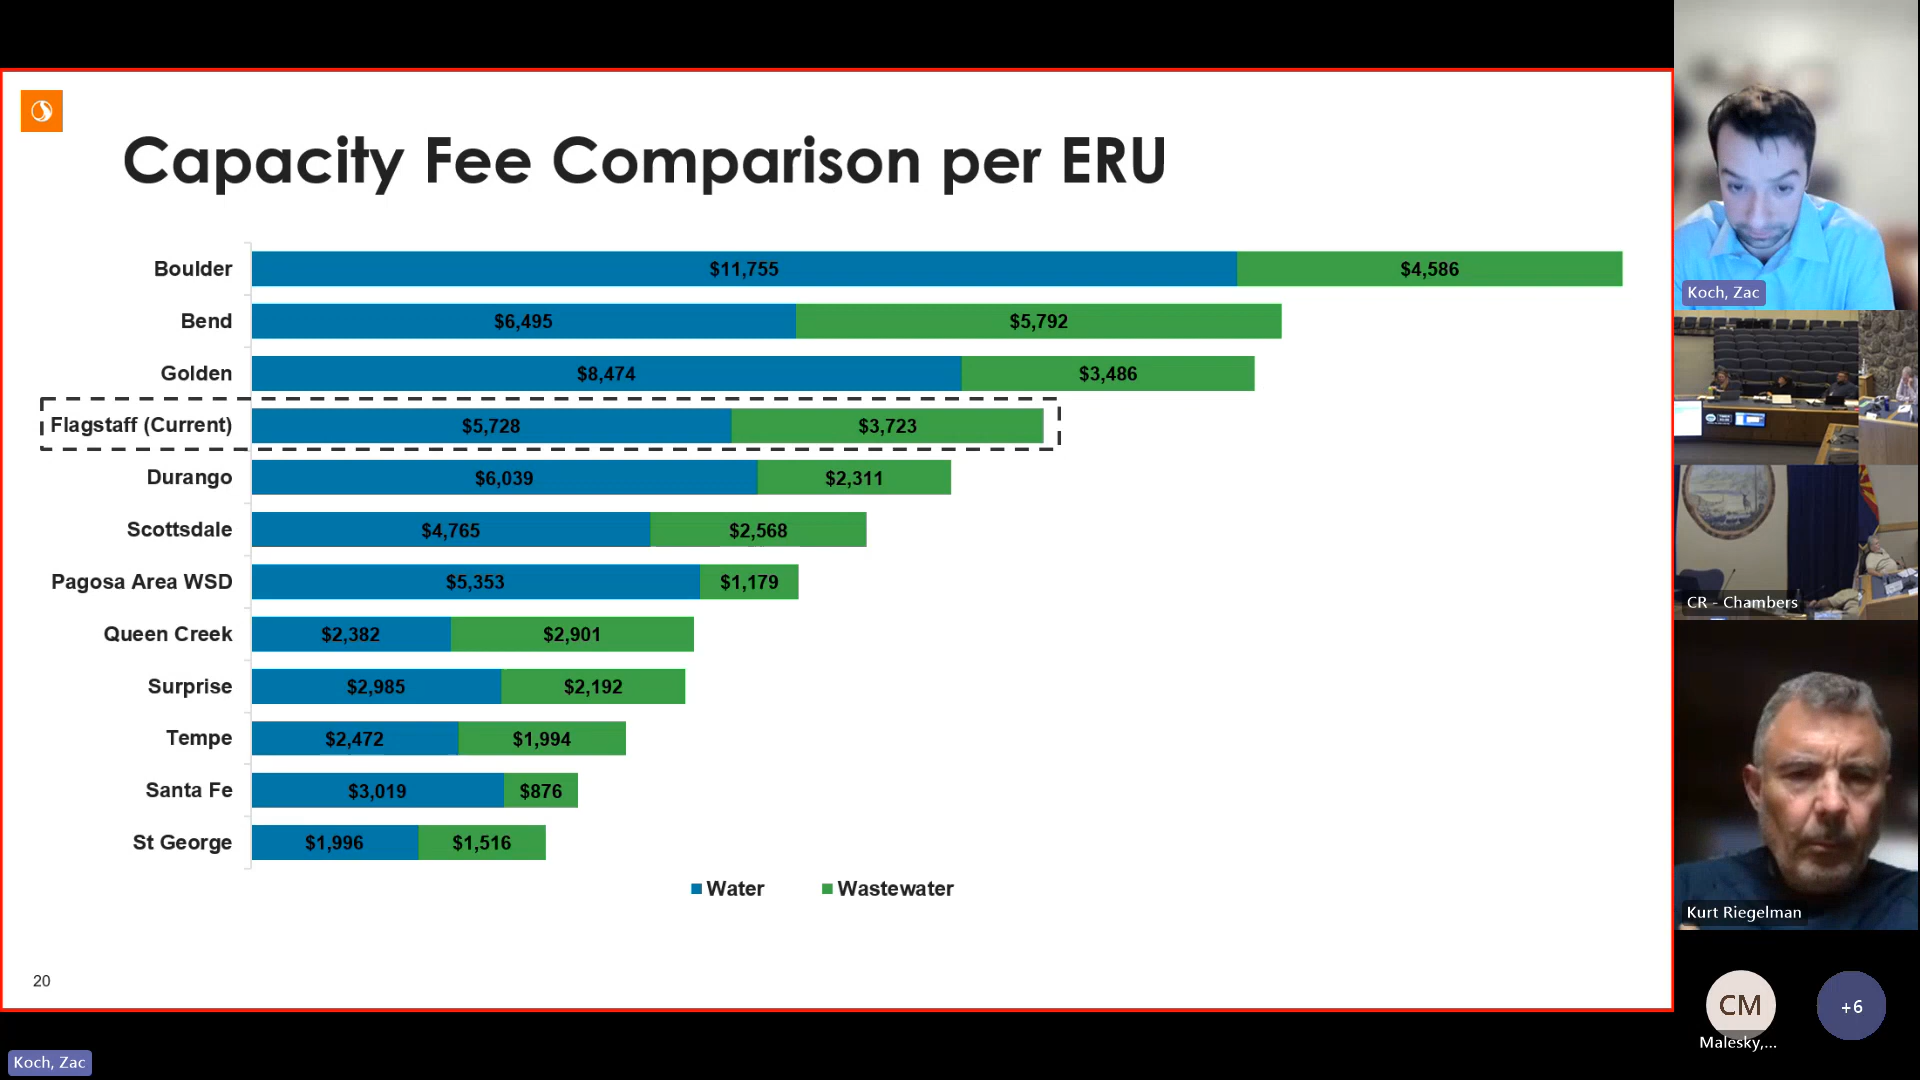 Capacity Fee Comparison per ERU
Boulder $11,755 $4,586
Bend $6,495 $5,792
Golden $8,474 $3,486
Flagstaff (Current) $5,728 $3,723
Durango $6,039 $2,311
Scottsdale $4,765 $2,568
Pagosa Area WSD $5,353 $1,179
Queen Creek $2,382 $2,901
Surprise $2,985 $2,192
Tempe $2,472 $1,994
Santa Fe $3,019 $876
St George $1,996 $1,516
Water Wastewater
20
Koch, Zac
Koch, Zac
CR - Chambers
Kurt Riegelman
CM
Malesky,...
+6